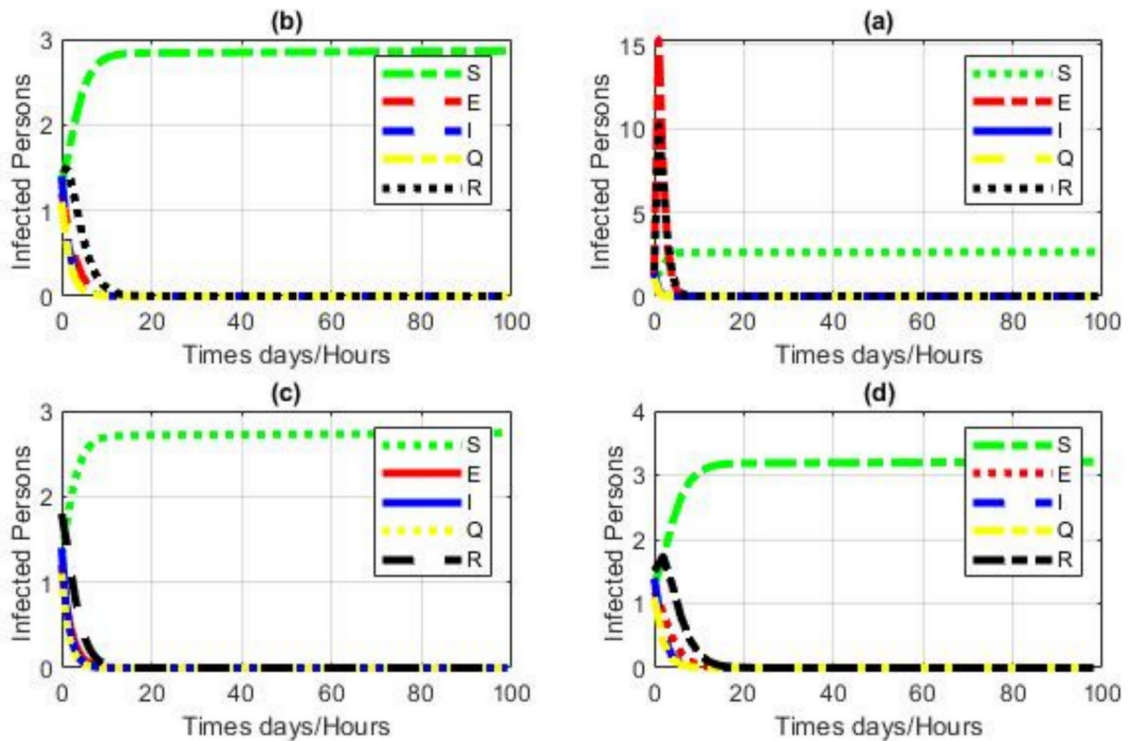 (b)
Infected Persons
3
2
1
0
S
E
I
Q
R
0 20 40 60 80 100
Times days/Hours
(a)
Infected Persons
15
10
5
0
S
E
I
Q
R
0 20 40 60 80 100
Times days/Hours
(c)
Infected Persons
3
2
1
0
S
E
I
Q
R
0 20 40 60 80 100
Times days/Hours
(d)
Infected Persons
4
3
2
1
0
S
E
I
Q
R
0 20 40 60 80 100
Times days/Hours